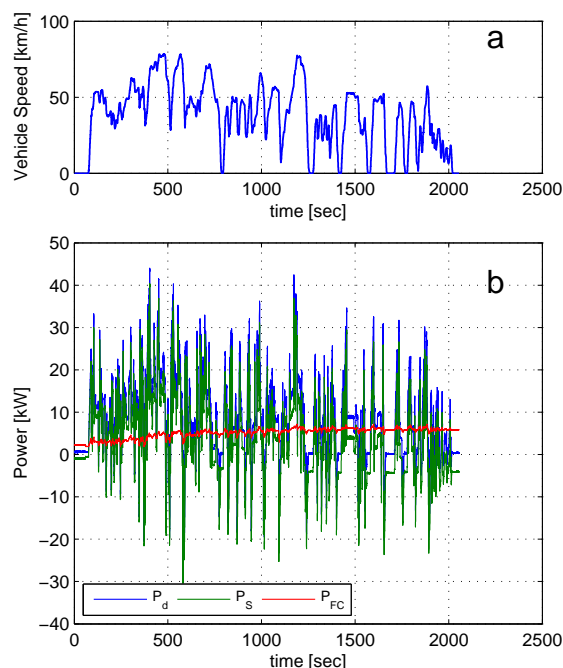 a
Vehicle Speed [km/h]
100
50
0
0 500 1000 1500 2000 2500
time [sec]
b
Power [kW]
50
40
30
20
10
0
−10
−20
−30
−40
P_d P_S P_FC
0 500 1000 1500 2000 2500
time [sec]